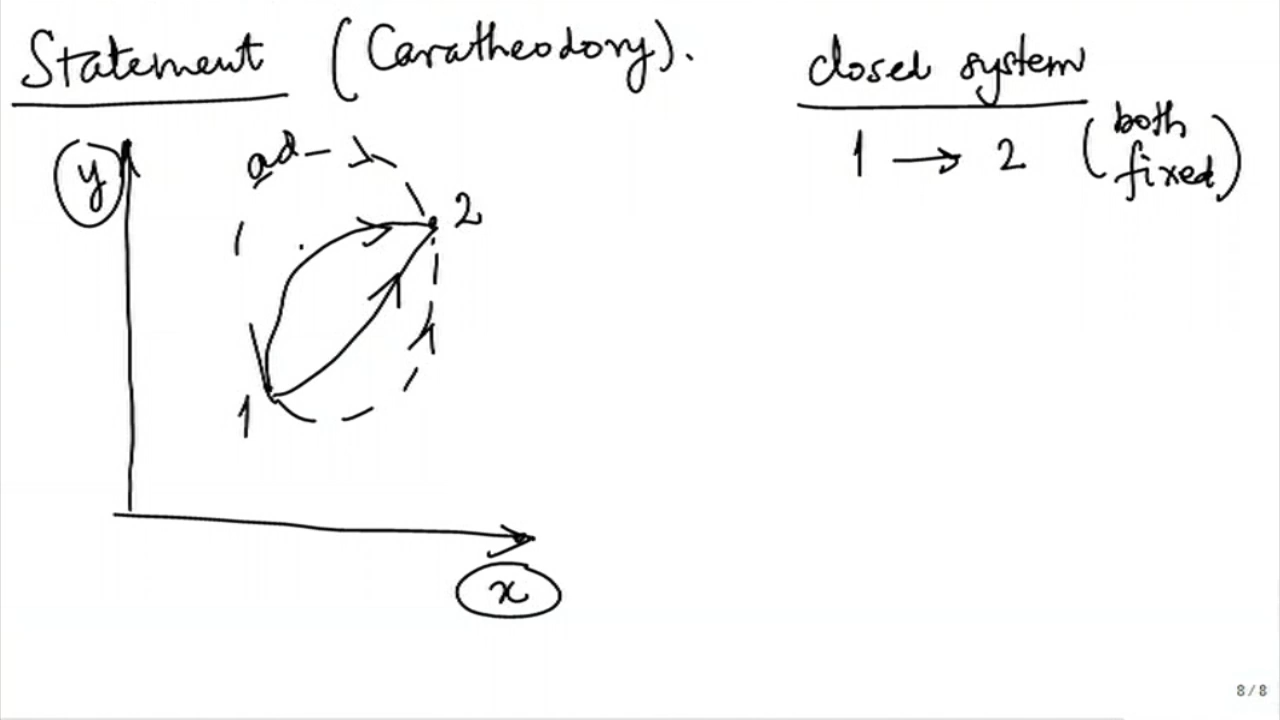 Statement (Caratheodory).
closed system
1 → 2 (both fixed)
y
ad
2
1
x
8/8